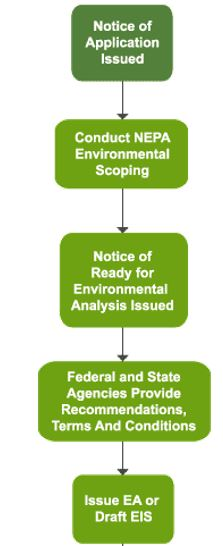 Notice of
Application
Issued
Conduct NEPA
Environmental
Scoping
Notice of
Ready for
Environmental
Analysis Issued
Federal and State
Agencies Provide
Recommendations,
Terms And Conditions
Issue EA or
Draft EIS